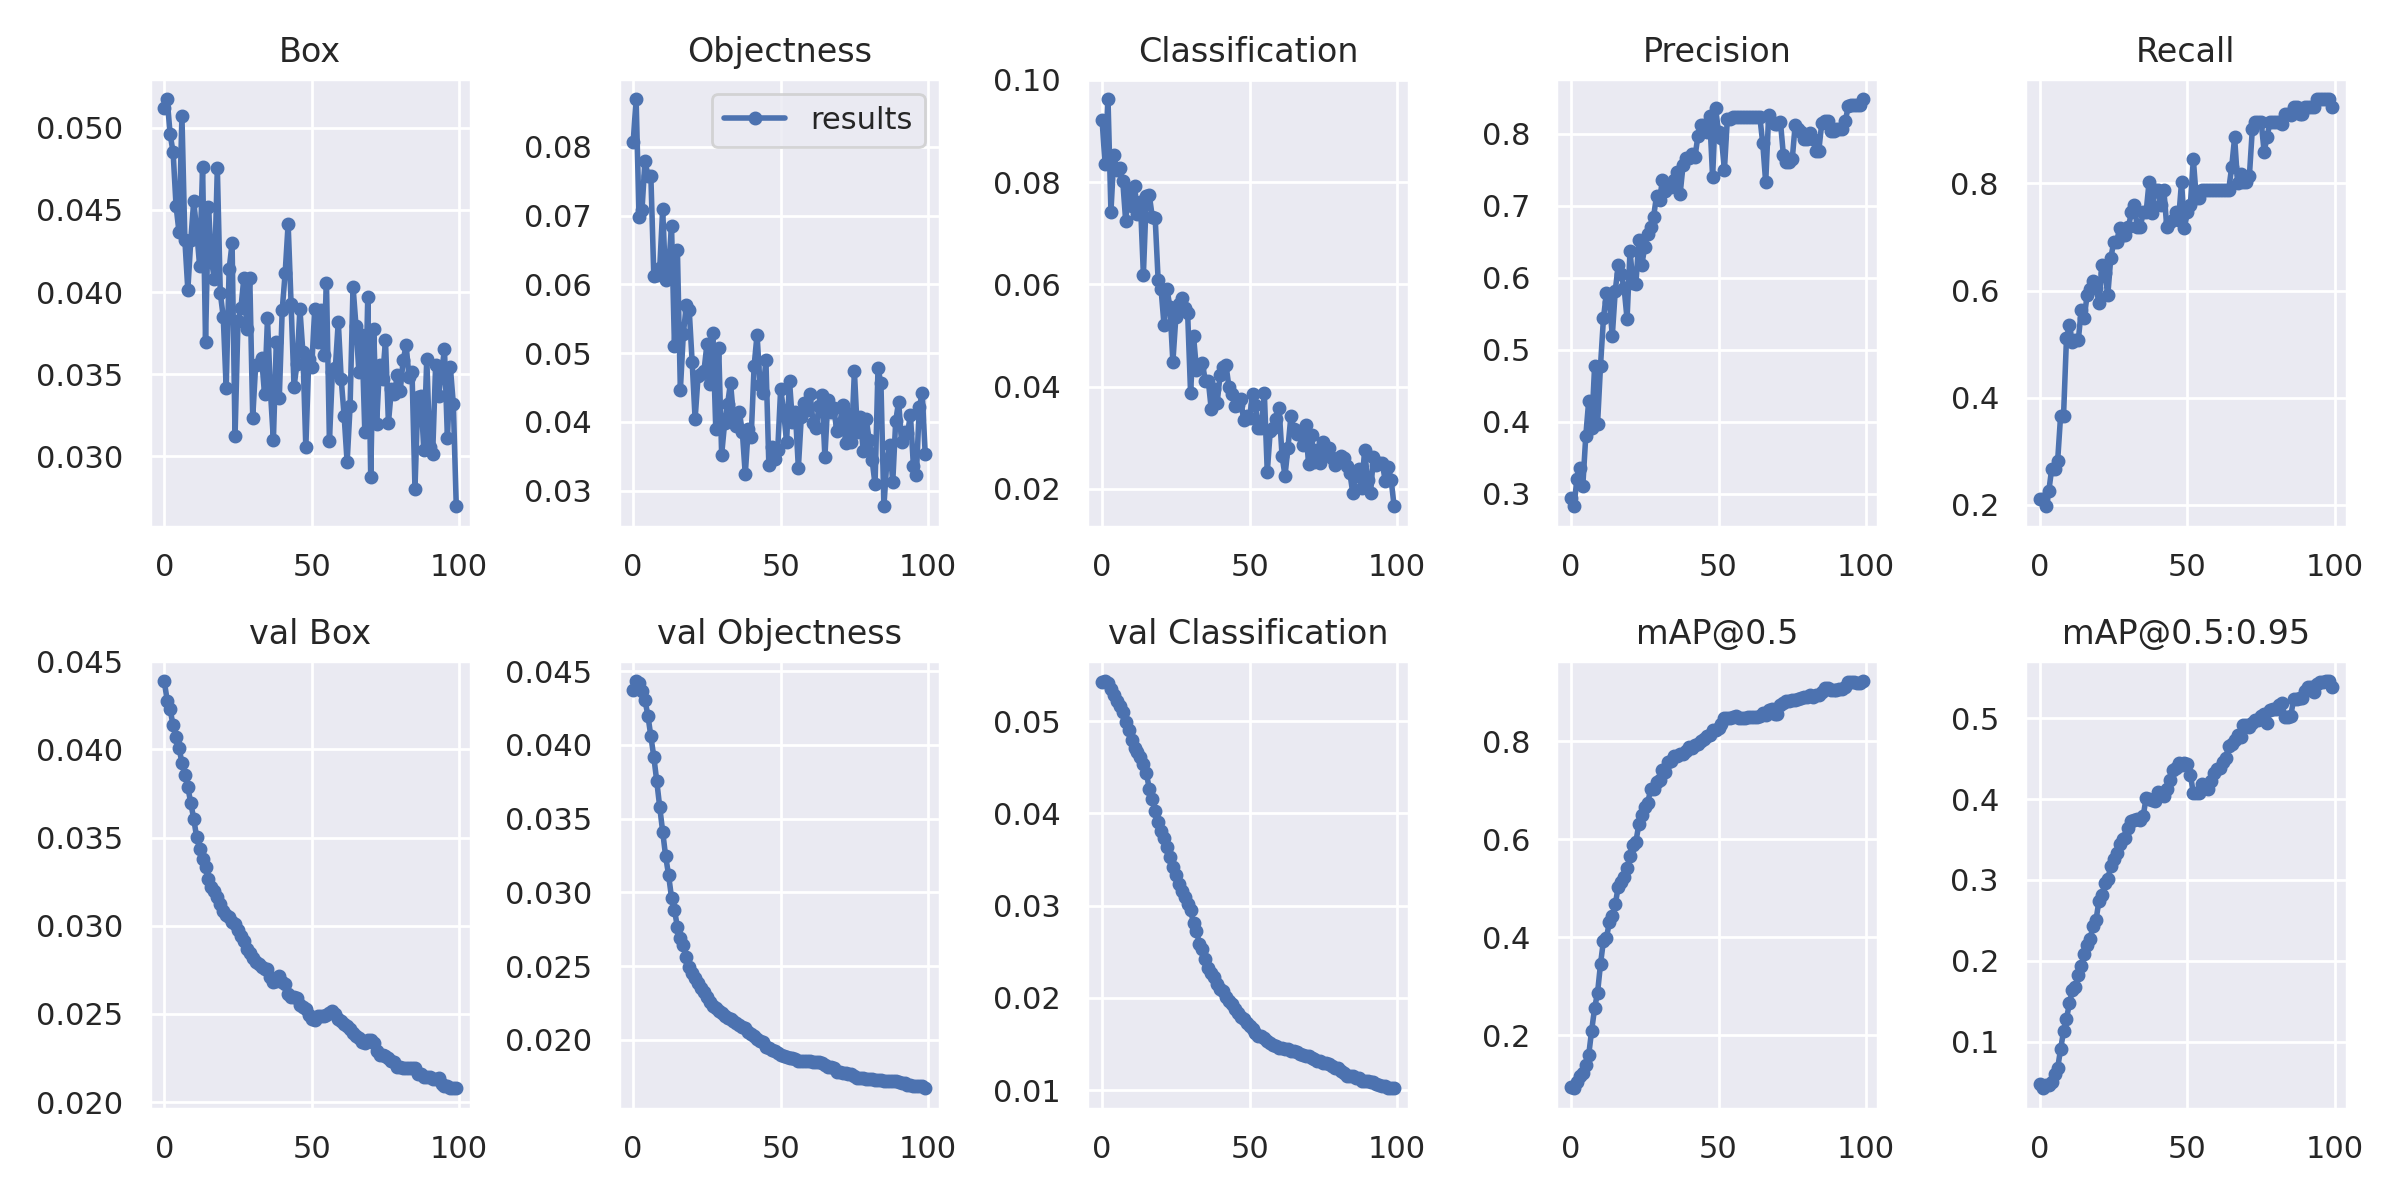 Box
Objectness
Classification
Precision
Recall
0.050
0.045
0.040
0.035
0.030
0 50 100
results
0.08
0.07
0.06
0.05
0.04
0.03
0 50 100
0.10
0.08
0.06
0.04
0.02
0 50 100
0.8
0.7
0.6
0.5
0.4
0.3
0 50 100
0.8
0.6
0.4
0.2
0 50 100
val Box
val Objectness
val Classification
mAP@0.5
mAP@0.5:0.95
0.045
0.040
0.035
0.030
0.025
0.020
0 50 100
0.045
0.040
0.035
0.030
0.025
0.020
0 50 100
0.05
0.04
0.03
0.02
0.01
0 50 100
0.8
0.6
0.4
0.2
0 50 100
0.5
0.4
0.3
0.2
0.1
0 50 100